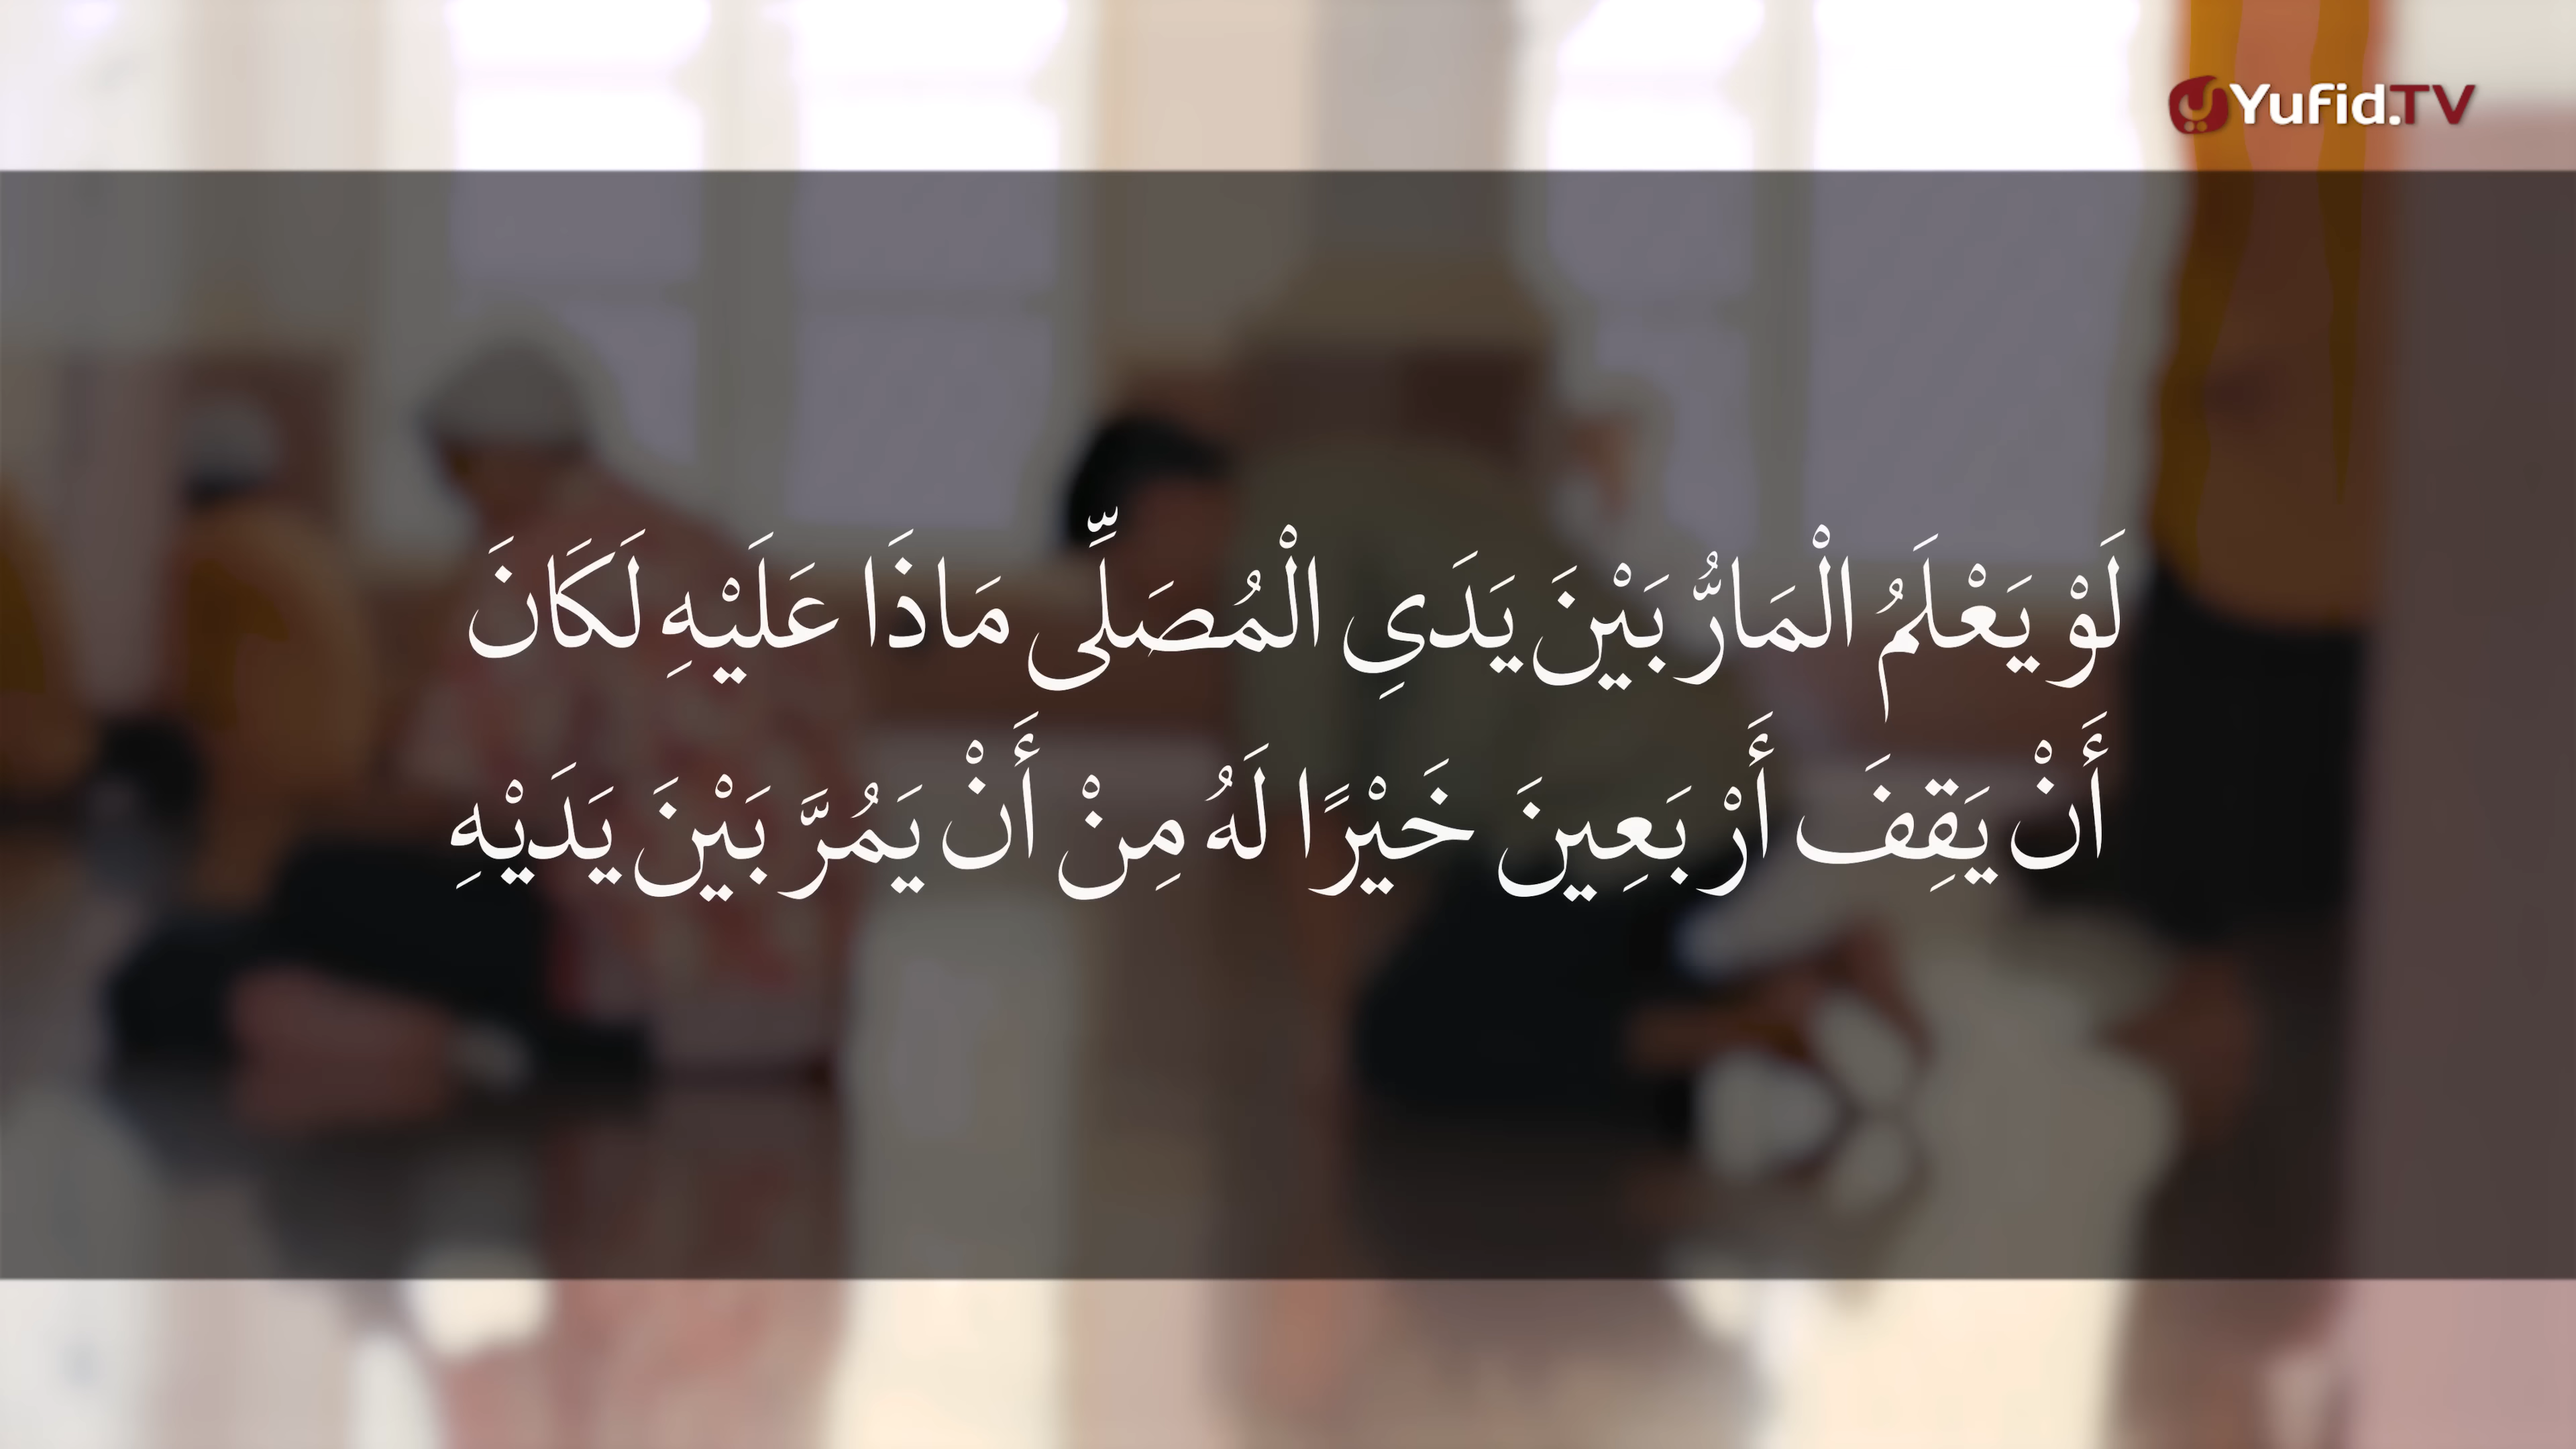 Yufid.TV
لَوْ يَعْلَمُ الْمَارُّ بَيْنَ يَدَىِ الْمُصَلِّى مَاذَا عَلَيْهِ لَكَانَ
أَنْ يَقِفَ أَرْبَعِينَ خَيْرًا لَهُ مِنْ أَنْ يَمُرَّ بَيْنَ يَدَيْهِ